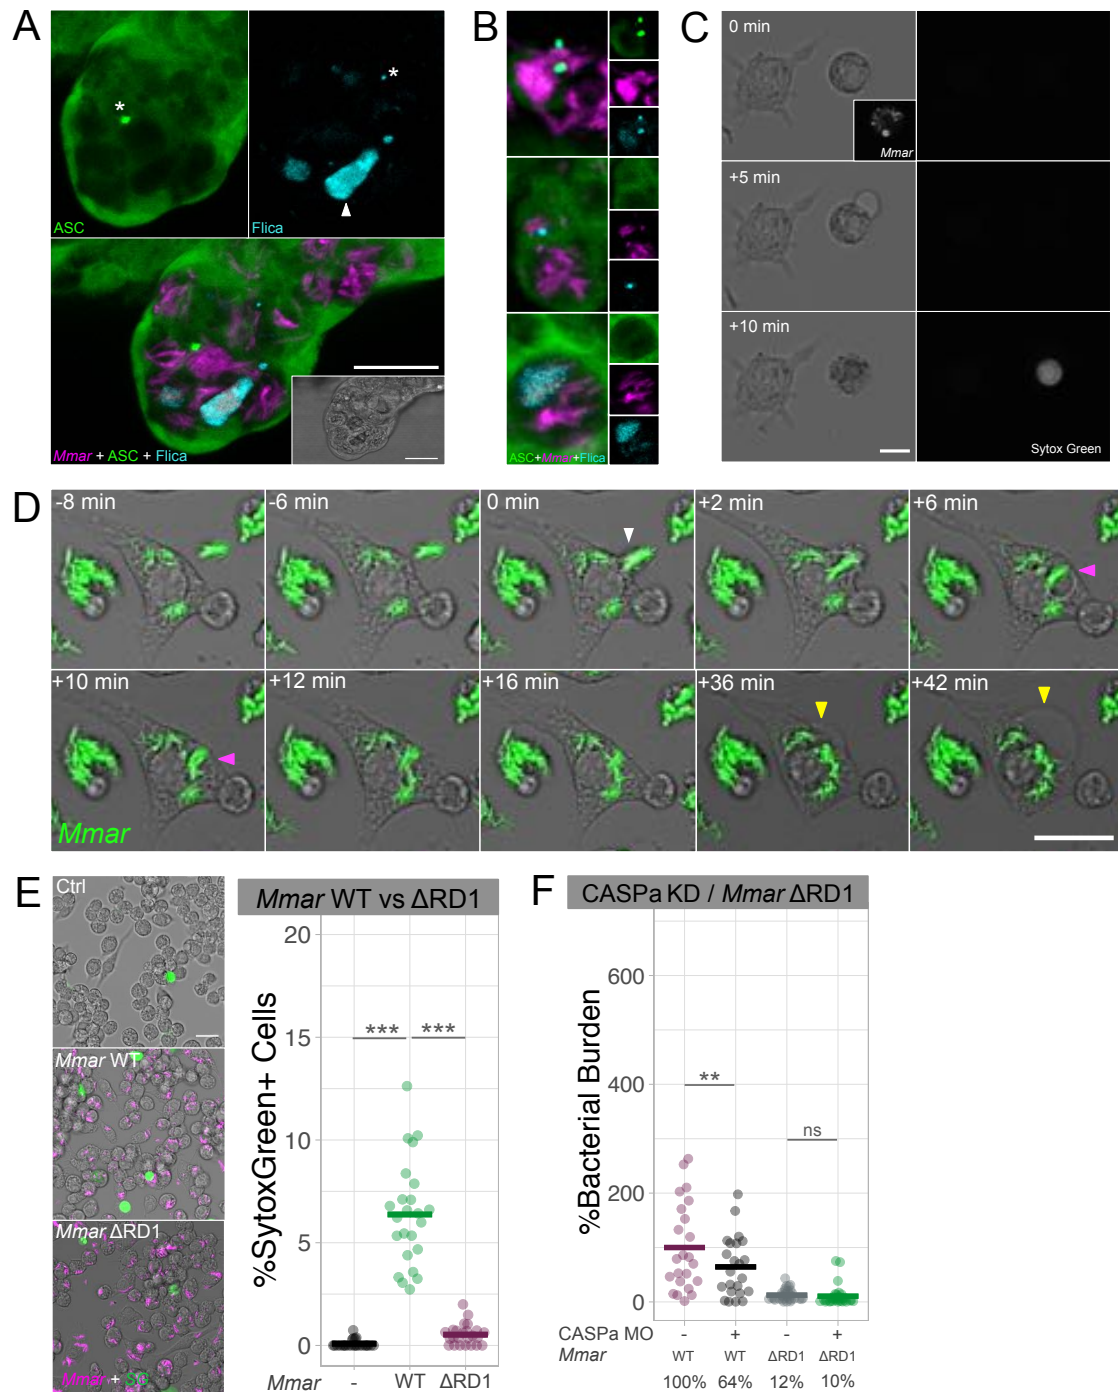 A
*
*
ASC
Flica
Mmar + ASC + Flica
B
ASC+Mmar+Flica
C
0 min
Mmar
+5 min
+10 min
Sytox Green
D
-8 min
-6 min
0 min
+2 min
+6 min
+10 min
+12 min
+16 min
+36 min
+42 min
Mmar
E
Ctrl
Mmar WT
Mmar ΔRD1
Mmar + SG
Mmar WT vs ΔRD1
%SytoxGreen+ Cells
20
15
10
5
0
*** ***
Mmar - WT ΔRD1
F
CASPa KD / Mmar ΔRD1
%Bacterial Burden
600
400
200
0
**
ns
CASPa MO - + - +
Mmar WT WT ΔRD1 ΔRD1
100% 64% 12% 10%